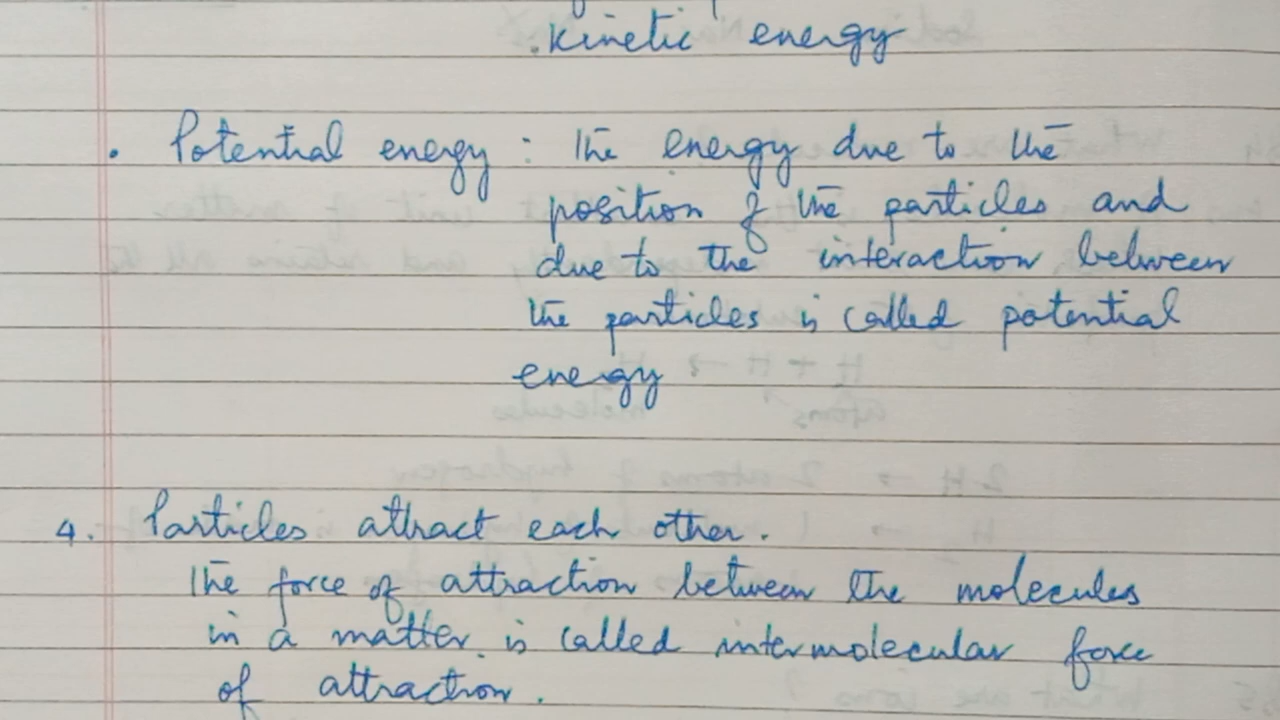 kinetic energy
• Potential energy : The energy due to the
position of the particles and
due to the interaction between
the particles is called potential
energy
4. Particles attract each other.
The force of attraction between the molecules
in a matter is called intermolecular force
of attraction.